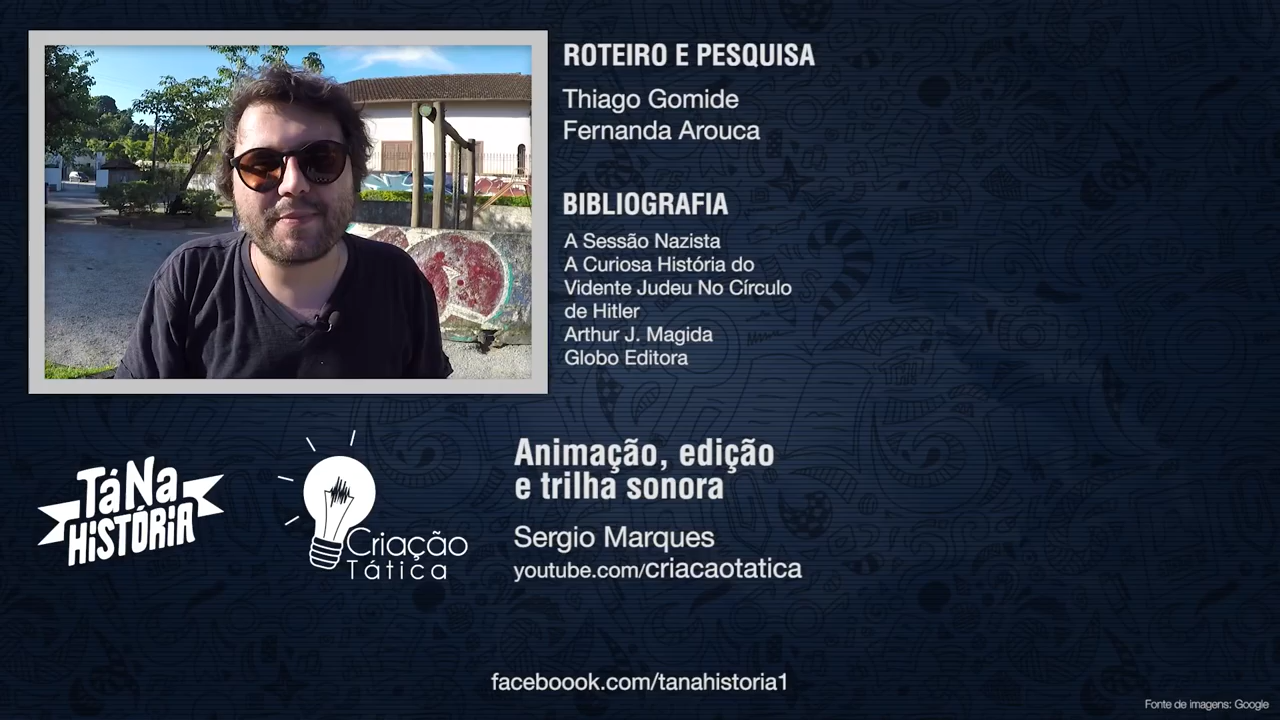 ROTEIRO E PESQUISA
Thiago Gomide
Fernanda Arouca
BIBLIOGRAFIA
A Sessão Nazista
A Curiosa História do
Vidente Judeu No Círculo
de Hitler
Arthur J. Magida
Globo Editora
TáNa
HISTÓRIA
Criação
Tática
Animação, edição
e trilha sonora
Sergio Marques
youtube.com/criacaotatica
faceboook.com/tanahistoria1
Fonte de imagens: Google